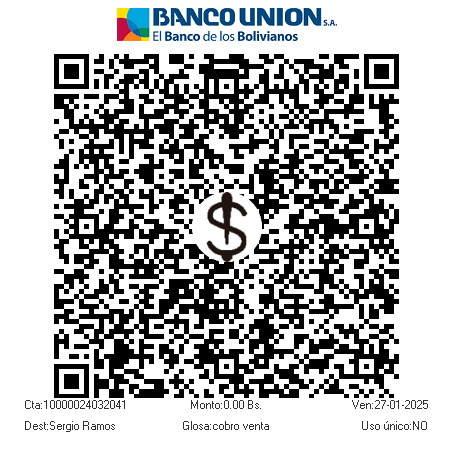 BANCO UNION S.A.
El Banco de los Bolivianos
$
Cta:10000024032041 Monto:0.00 Bs. Ven:27-01-2025
Dest:Sergio Ramos Glosa:cobro venta Uso único:NO